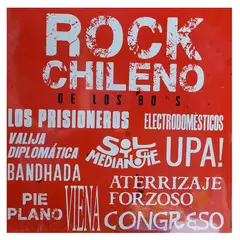 ROCK
CHILENO
DE LOS 80'S
LOS PRISIONEROS
ELECTRODOMESTICOS
VALIJA
DIPLOMÁTICA
SOL
MEDIANOCHE
UPA!
BANDHADA
ATERRIZAJE
FORZOSO
PIE
PLANO
VIENA
CONGRESO